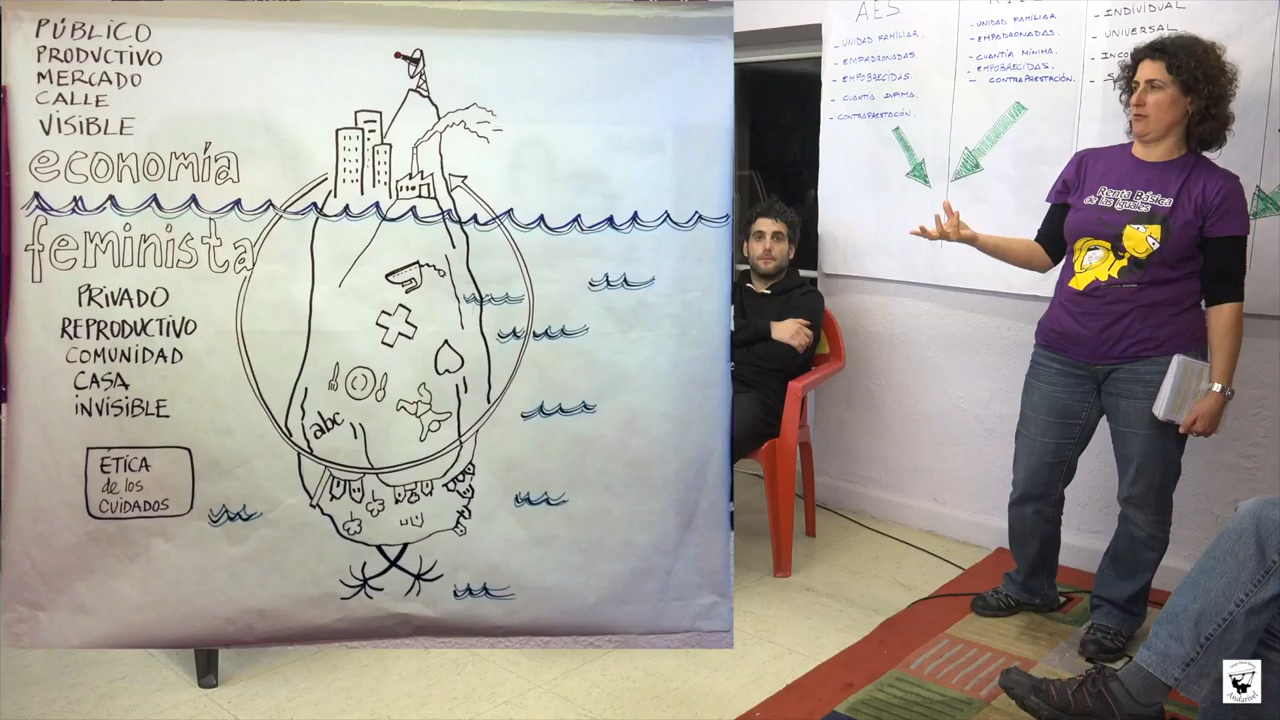 PÚBLICO
PRODUCTIVO
MERCADO
CALLE
VISIBLE
economía
feminista
PRIVADO
REPRODUCTIVO
COMUNIDAD
CASA
INVISIBLE
ÉTICA
de los
CUIDADOS
abc
AES
- UNIDAD FAMILIAR.
- EMPADRONADAS.
- EMPOBRECIDAS.
- CUANTÍA INFIMA.
- CONTRAPRESTACIÓN.
- UNIDAD FAMILIAR.
- EMPADRONADAS.
- CUANTÍA MÍNIMA.
- EMPOBRECIDAS.
- CONTRAPRESTACIÓN.
- INDIVIDUAL
- UNIVERSAL
Renta Básica
de las Iguales
Andarivel